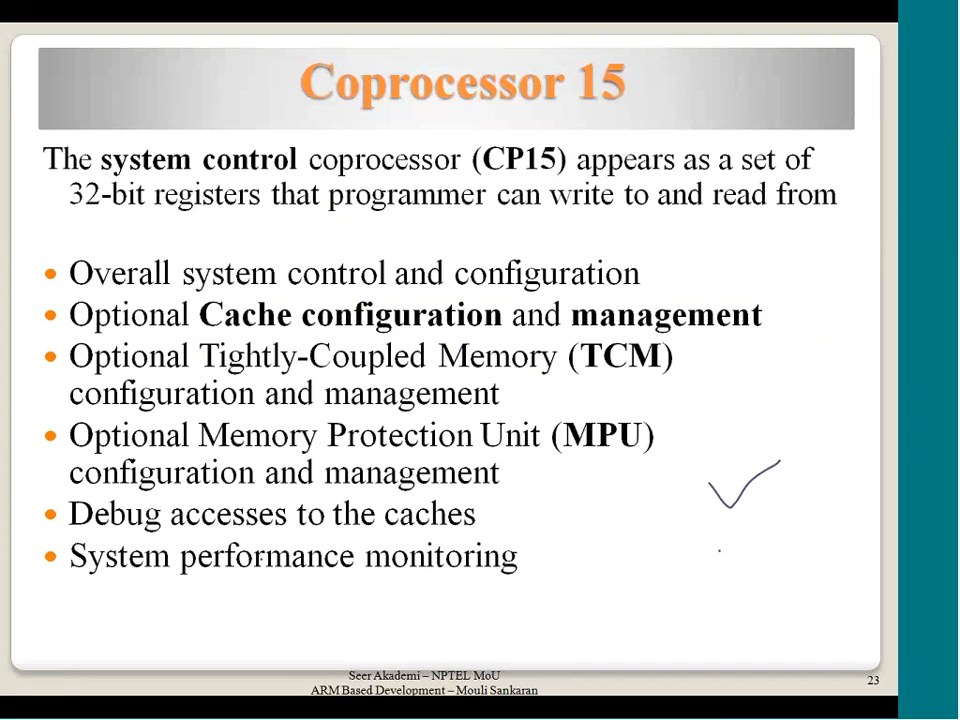 Coprocessor 15
The system control coprocessor (CP15) appears as a set of
32-bit registers that programmer can write to and read from
Overall system control and configuration
Optional Cache configuration and management
Optional Tightly-Coupled Memory (TCM)
configuration and management
Optional Memory Protection Unit (MPU)
configuration and management
Debug accesses to the caches
System performance monitoring
Seer Akademi – NPTEL MoU
ARM Based Development – Mouli Sankaran
23